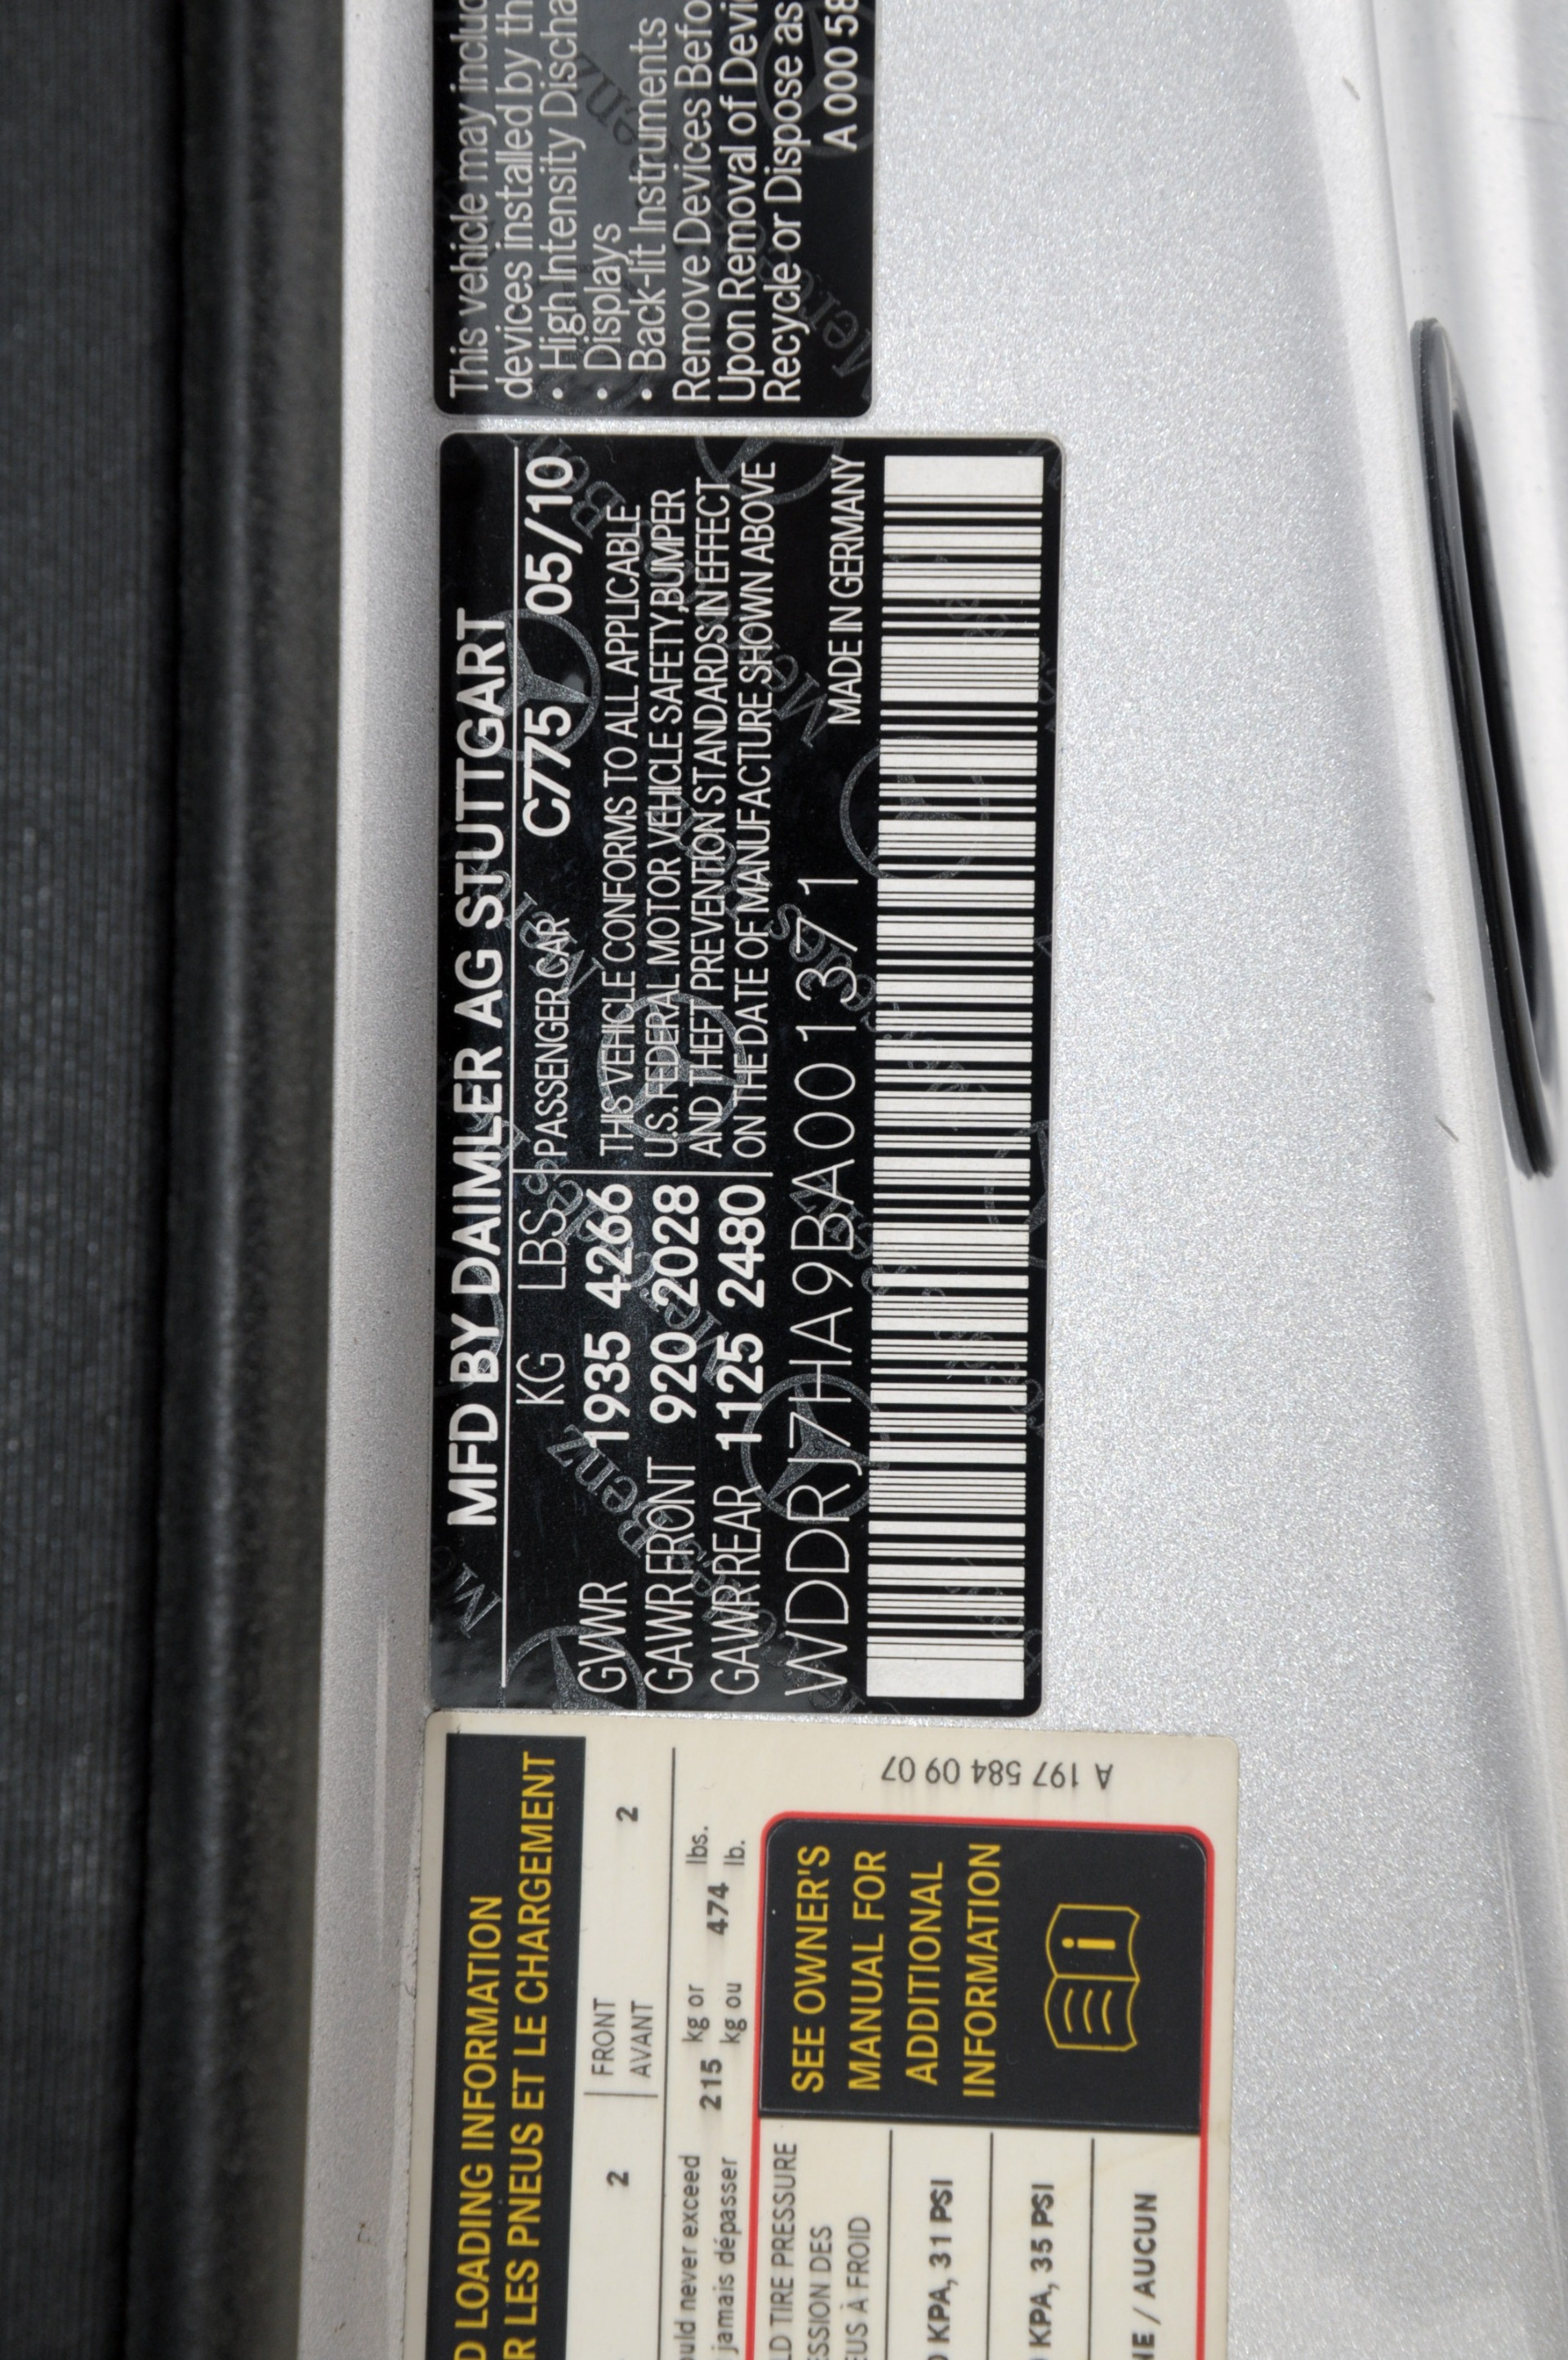 D LOADING INFORMATION
R LES PNEUS ET LE CHARGEMENT
2 FRONT 2
AVANT
ould never exceed 215 kg or 474 lbs.
jamais dépasser kg ou lb.
LD TIRE PRESSURE
ESSION DES
EUS À FROID
KPA, 31 PSI
KPA, 35 PSI
NE / AUCUN
SEE OWNER'S
MANUAL FOR
ADDITIONAL
INFORMATION
i
A 197 584 09 07
MFD BY DAIMLER AG STUTTGART
KG LBS PASSENGER CAR C775 05/10
GVWR 1935 4266 THIS VEHICLE CONFORMS TO ALL APPLICABLE
GAWR FRONT 920 2028 U.S. FEDERAL MOTOR VEHICLE SAFETY,BUMPER
GAWR REAR 1125 2480 AND THEFT PREVENTION STANDARDS IN EFFECT
ON THE DATE OF MANUFACTURE SHOWN ABOVE
WDDRJ7HA9BA001371 MADE IN GERMANY
This vehicle may includ
devices installed by th
• High Intensity Discha
• Displays
• Back-lit Instruments
Remove Devices Befo
Upon Removal of Devi
Recycle or Dispose as
A 000 58
Mercedes-Benz